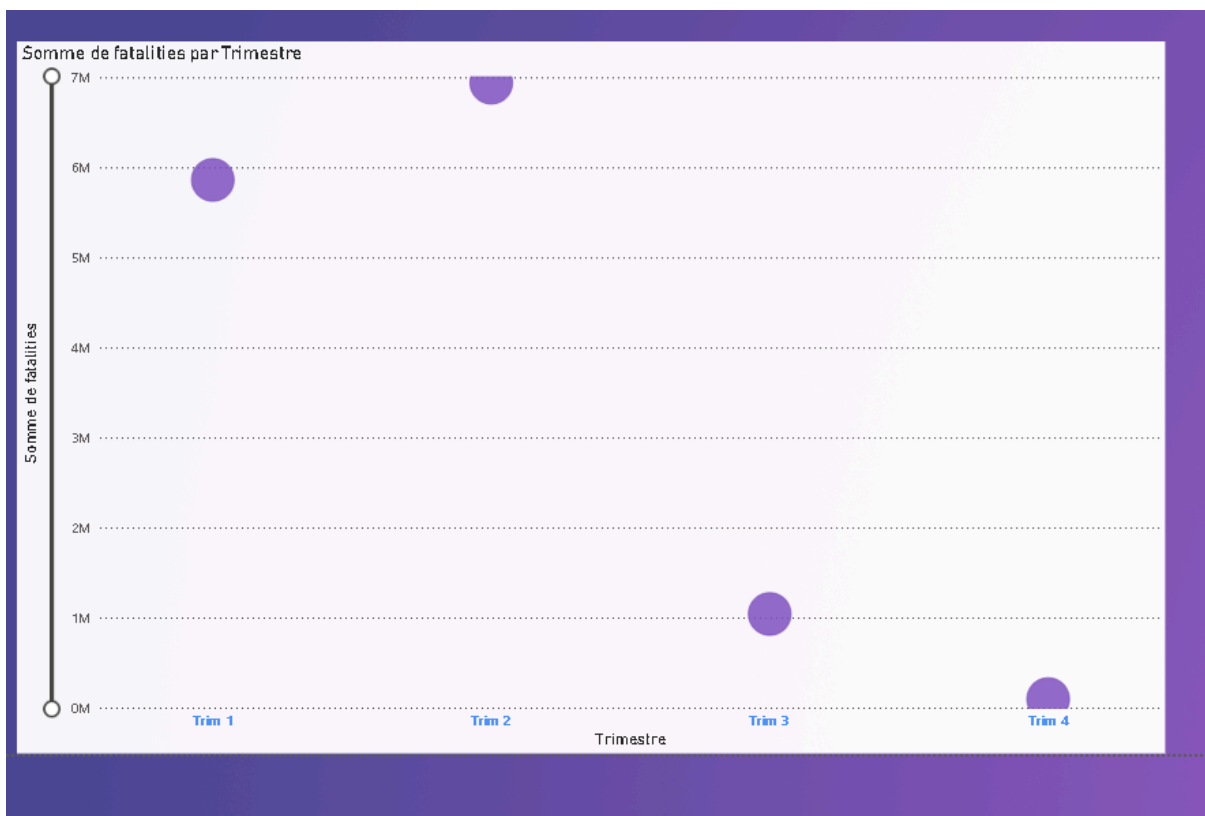 Somme de fatalities par Trimestre
7M
6M
5M
4M
3M
2M
1M
0M
Somme de fatalities
Trim 1 Trim 2 Trim 3 Trim 4
Trimestre